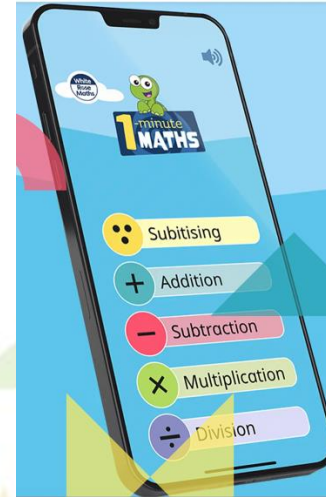 White
Rose
Maths
1-minute
MATHS
Subitising
+ Addition
− Subtraction
× Multiplication
÷ Division